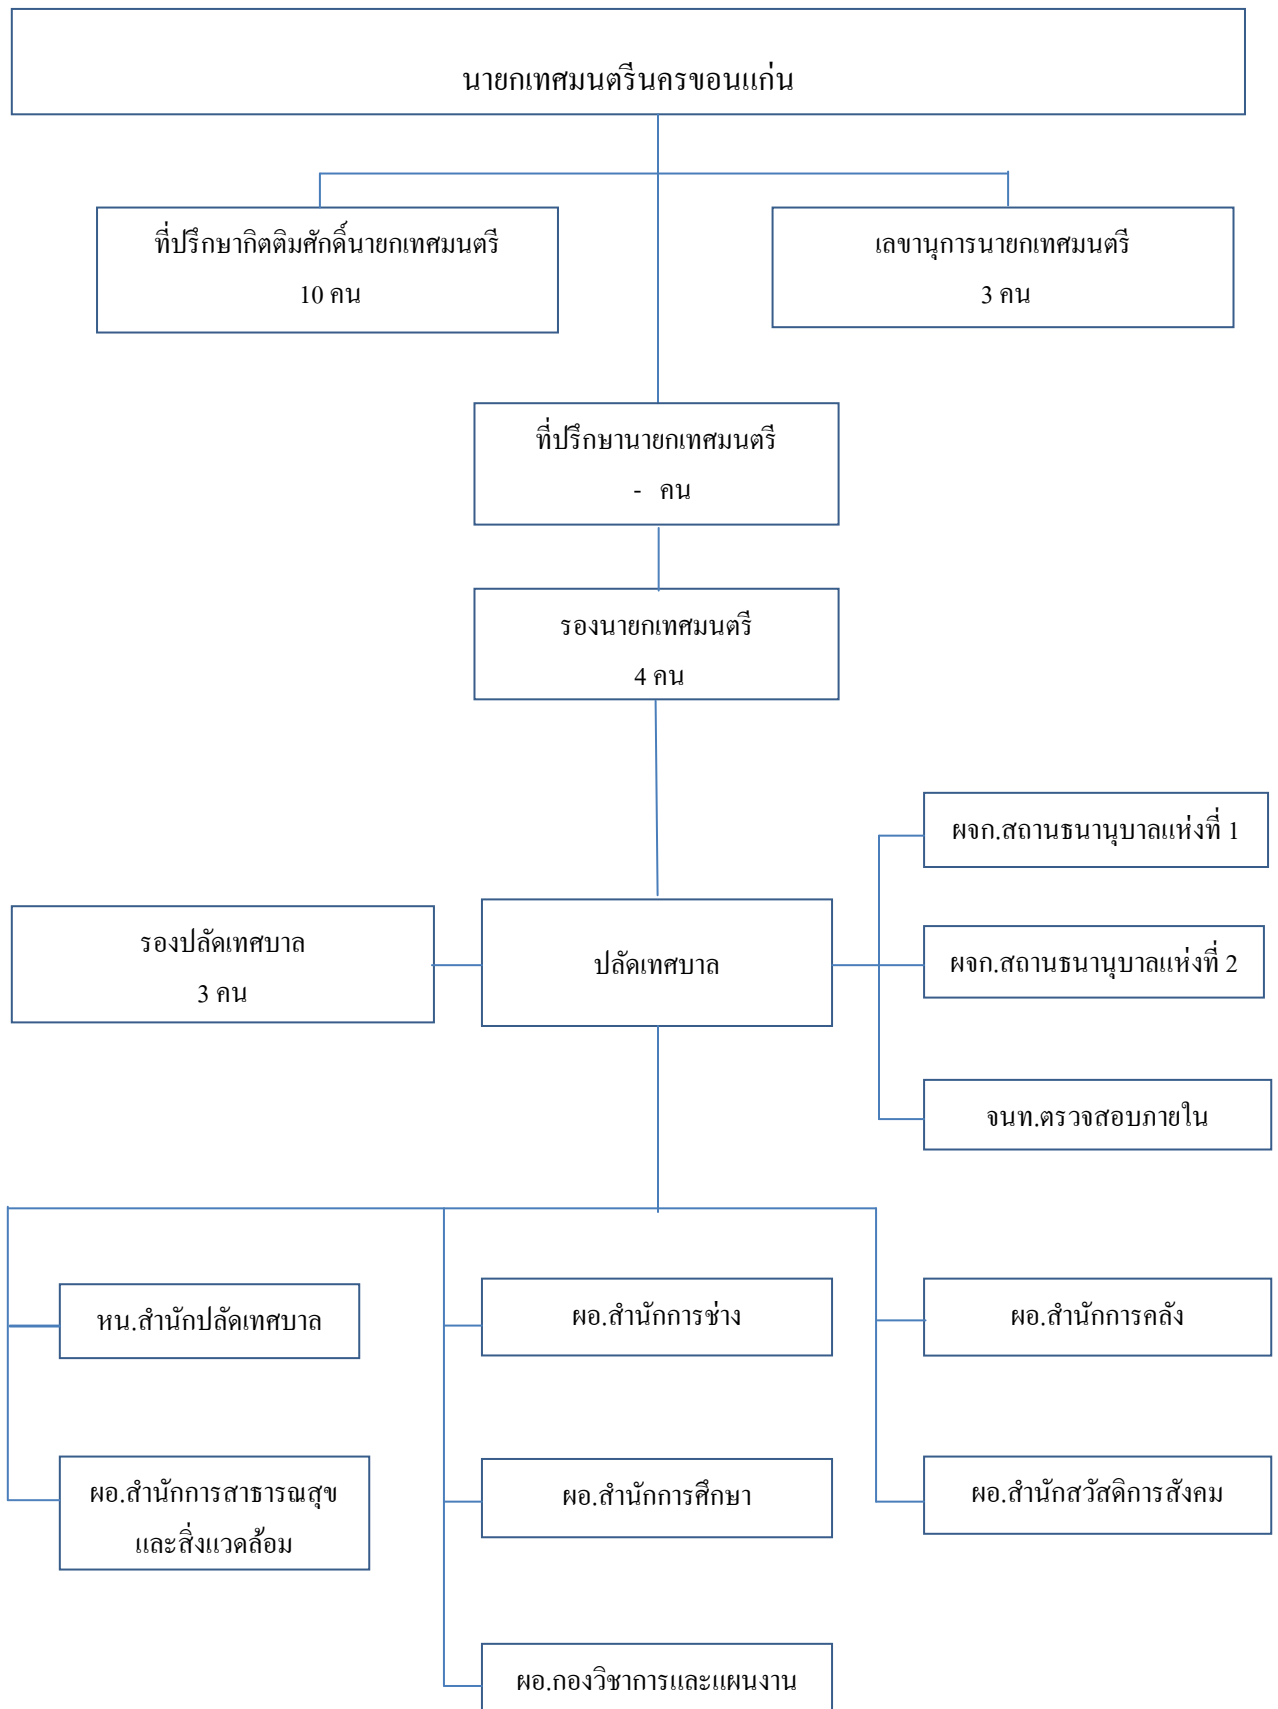 นายกเทศมนตรีนครขอนแก่น
ที่ปรึกษากิตติมศักดิ์นายกเทศมนตรี
10 คน
เลขานุการนายกเทศมนตรี
3 คน
ที่ปรึกษานายกเทศมนตรี
- คน
รองนายกเทศมนตรี
4 คน
ผจก.สถานธนานุบาลแห่งที่ 1
รองปลัดเทศบาล
3 คน
ปลัดเทศบาล
ผจก.สถานธนานุบาลแห่งที่ 2
จนท.ตรวจสอบภายใน
หน.สำนักปลัดเทศบาล
ผอ.สำนักการช่าง
ผอ.สำนักการคลัง
ผอ.สำนักการสาธารณสุข
และสิ่งแวดล้อม
ผอ.สำนักการศึกษา
ผอ.สำนักสวัสดิการสังคม
ผอ.กองวิชาการและแผนงาน